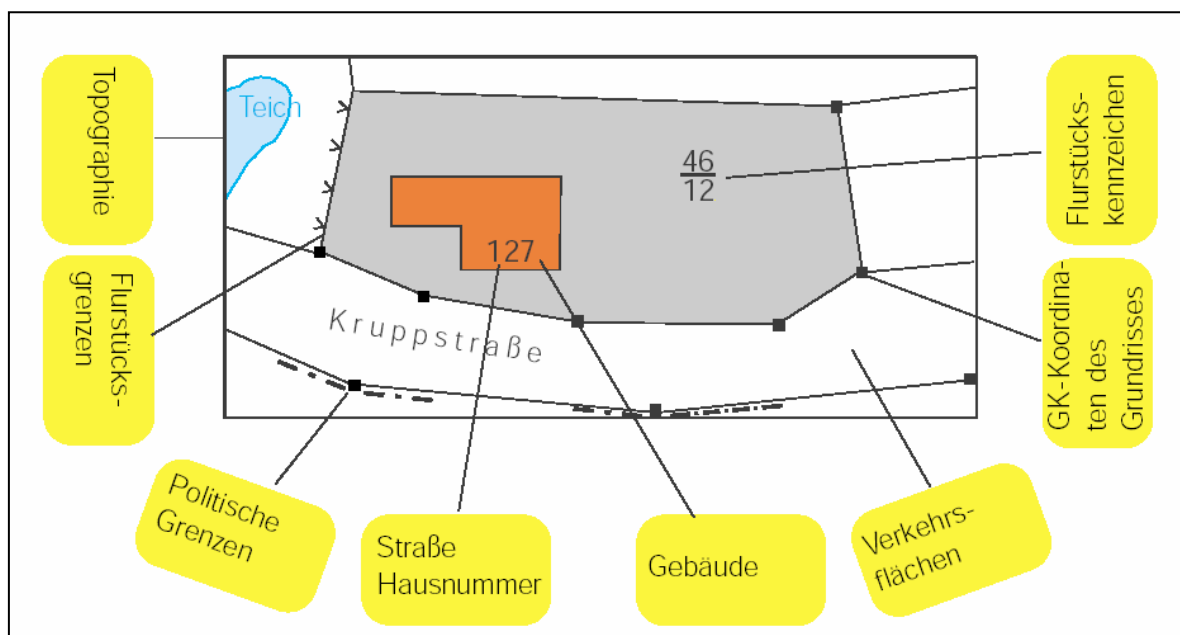 Topographie
Flurstücks-
grenzen
Teich
46
12
127
Kruppstraße
Flurstücks
kennzeichen
GK-Koordina-
ten des
Grundrisses
Politische
Grenzen
Straße
Hausnummer
Gebäude
Verkehrs-
flächen